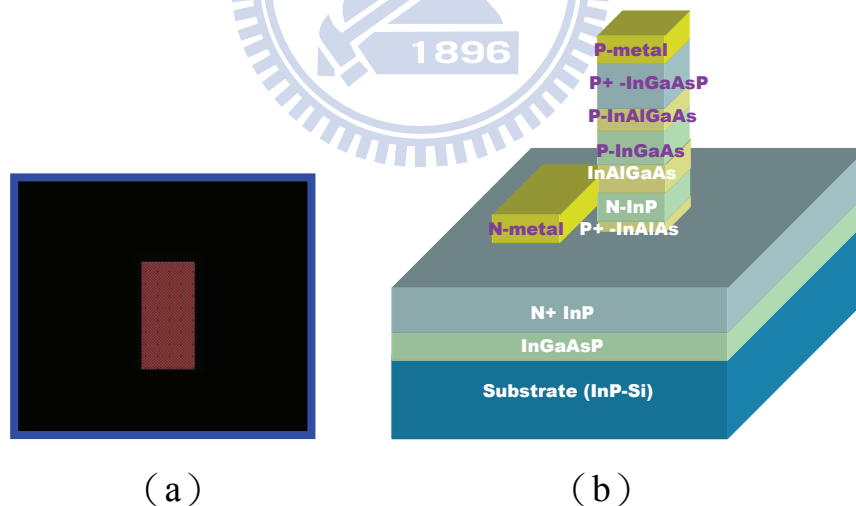 1896
P-metal
P+ -InGaAsP
P-InAlGaAs
P-InGaAs
InAlGaAs
N-InP
N-metal
P+ -InAlAs
N+ InP
InGaAsP
Substrate (InP-Si)
（a）
（b）